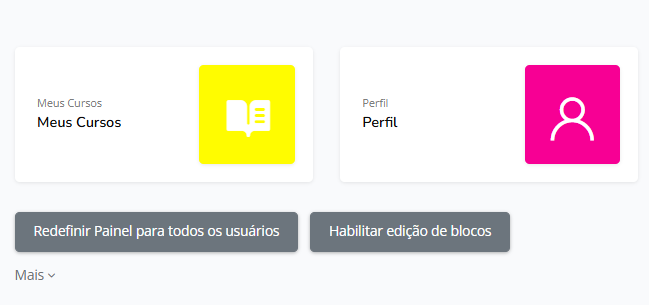 Meus Cursos
Meus Cursos
Perfil
Perfil
Redefinir Painel para todos os usuários
Habilitar edição de blocos
Mais